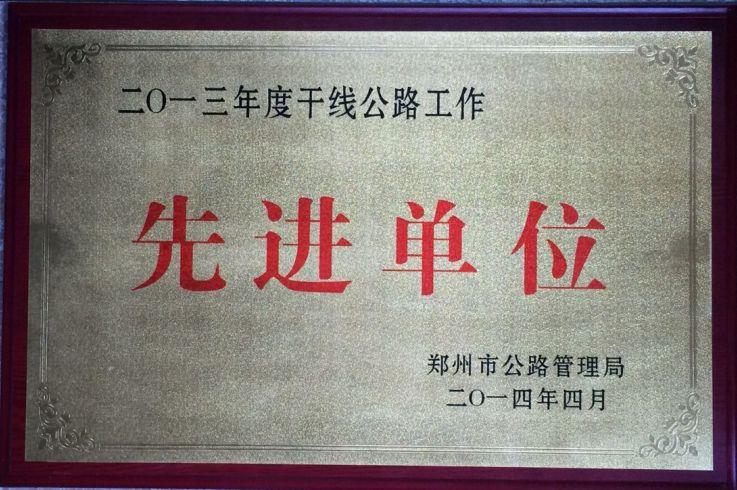 二〇一三年度干线公路工作
先进单位
郑州市公路管理局
二〇一四年四月